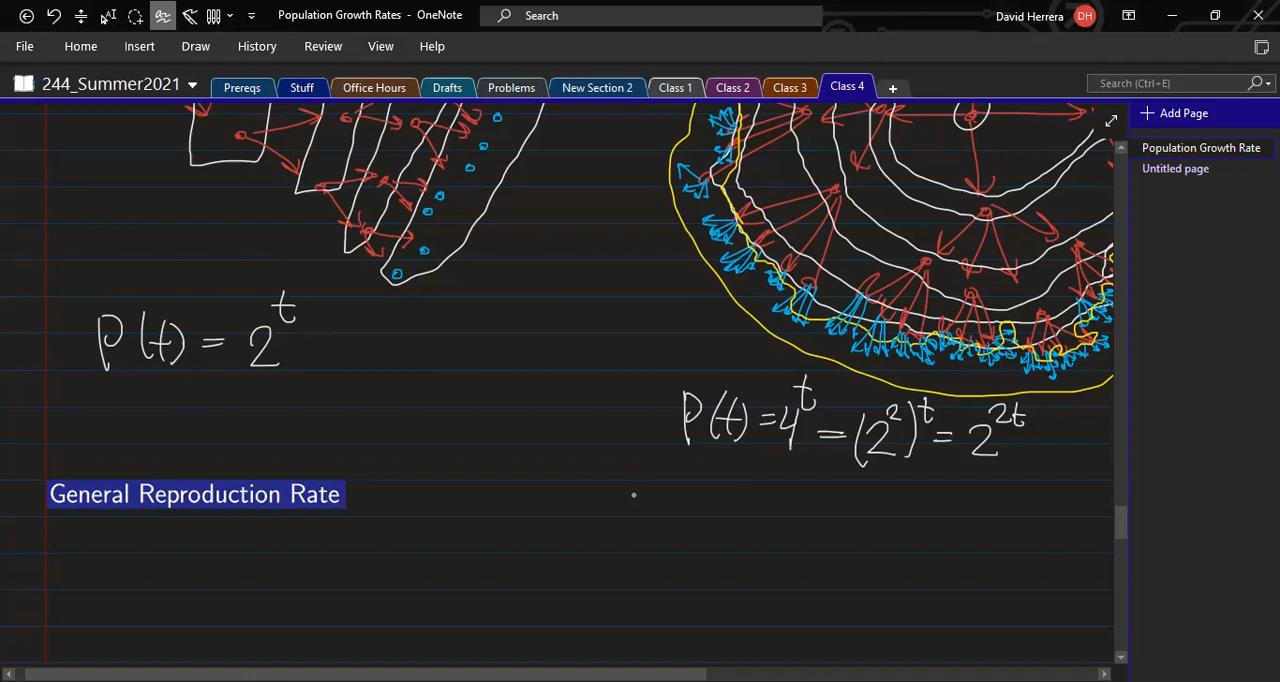 Population Growth Rates - OneNote
Search
David Herrera
DH
File Home Insert Draw History Review View Help
244_Summer2021
Prereqs Stuff Office Hours Drafts Problems New Section 2 Class 1 Class 2 Class 3 Class 4
Search (Ctrl+E)
Add Page
Population Growth Rate
Untitled page
P(t) = 2^t
P(t) = 4^t = (2^2)^t = 2^{2t}
General Reproduction Rate